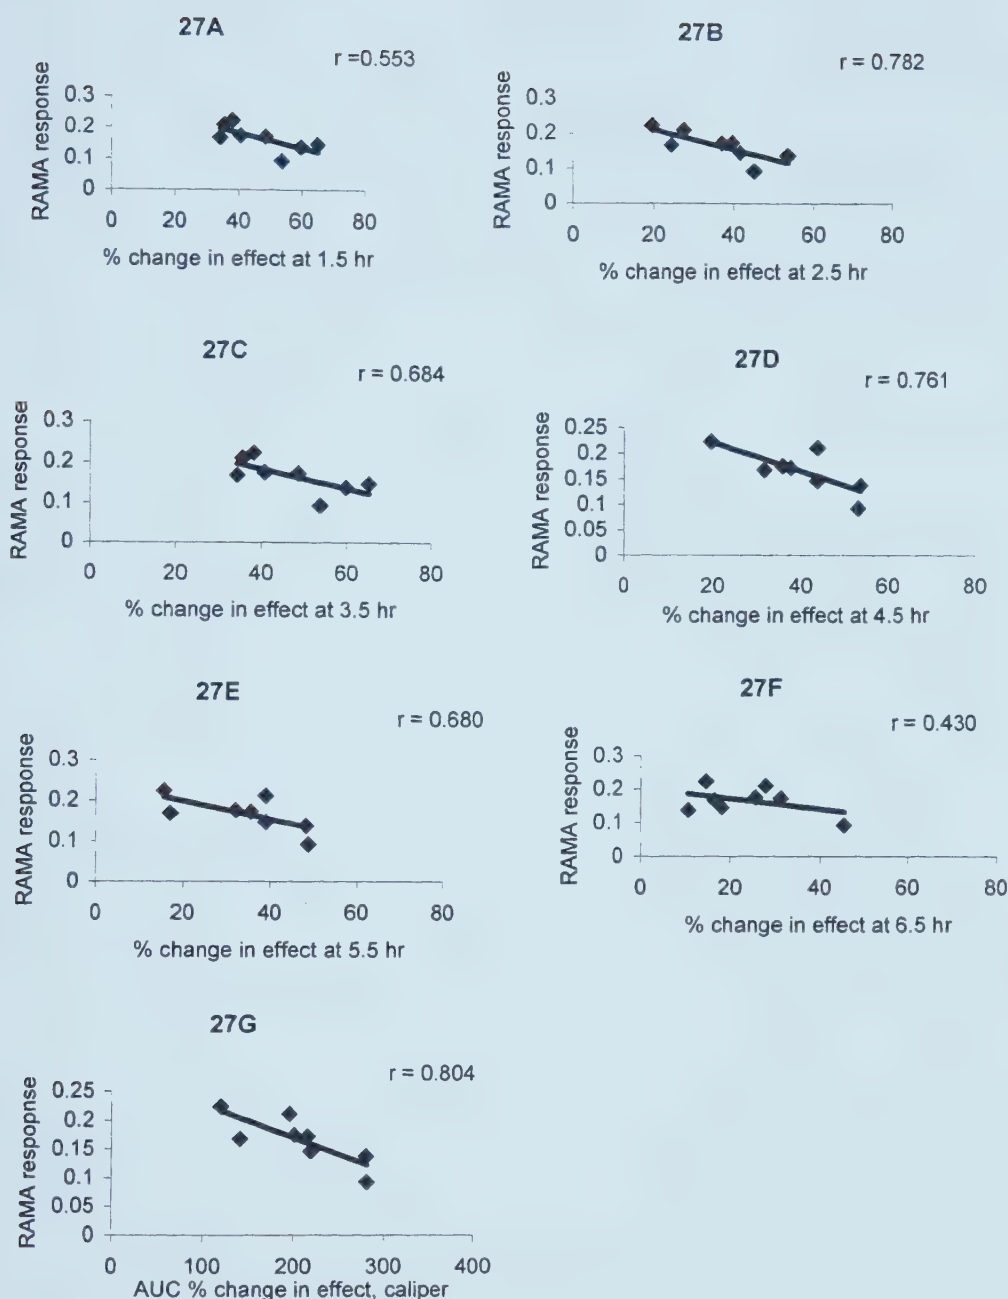 27A
r =0.553
RAMA response
0.3
0.2
0.1
0
0 20 40 60 80
% change in effect at 1.5 hr
27B
r = 0.782
RAMA response
0.3
0.2
0.1
0
0 20 40 60 80
% change in effect at 2.5 hr
27C
r = 0.684
RAMA response
0.3
0.2
0.1
0
0 20 40 60 80
% change in effect at 3.5 hr
27D
r = 0.761
RAMA response
0.25
0.2
0.15
0.1
0.05
0
0 20 40 60 80
% change in effect at 4.5 hr
27E
r = 0.680
RAMA respponse
0.3
0.2
0.1
0
0 20 40 60 80
% change in effect at 5.5 hr
27F
r = 0.430
RAMA response
0.3
0.2
0.1
0
0 20 40 60 80
% change in effect at 6.5 hr
27G
r = 0.804
RAMA respopnse
0.25
0.2
0.15
0.1
0.05
0
0 100 200 300 400
AUC % change in effect, caliper